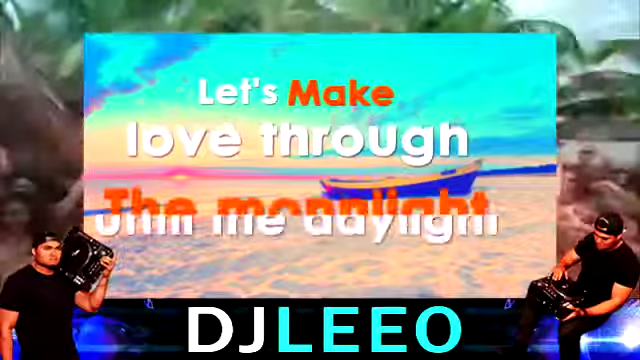 Let's Make
love through
The moonlight
Until the daylight
DJLEEO